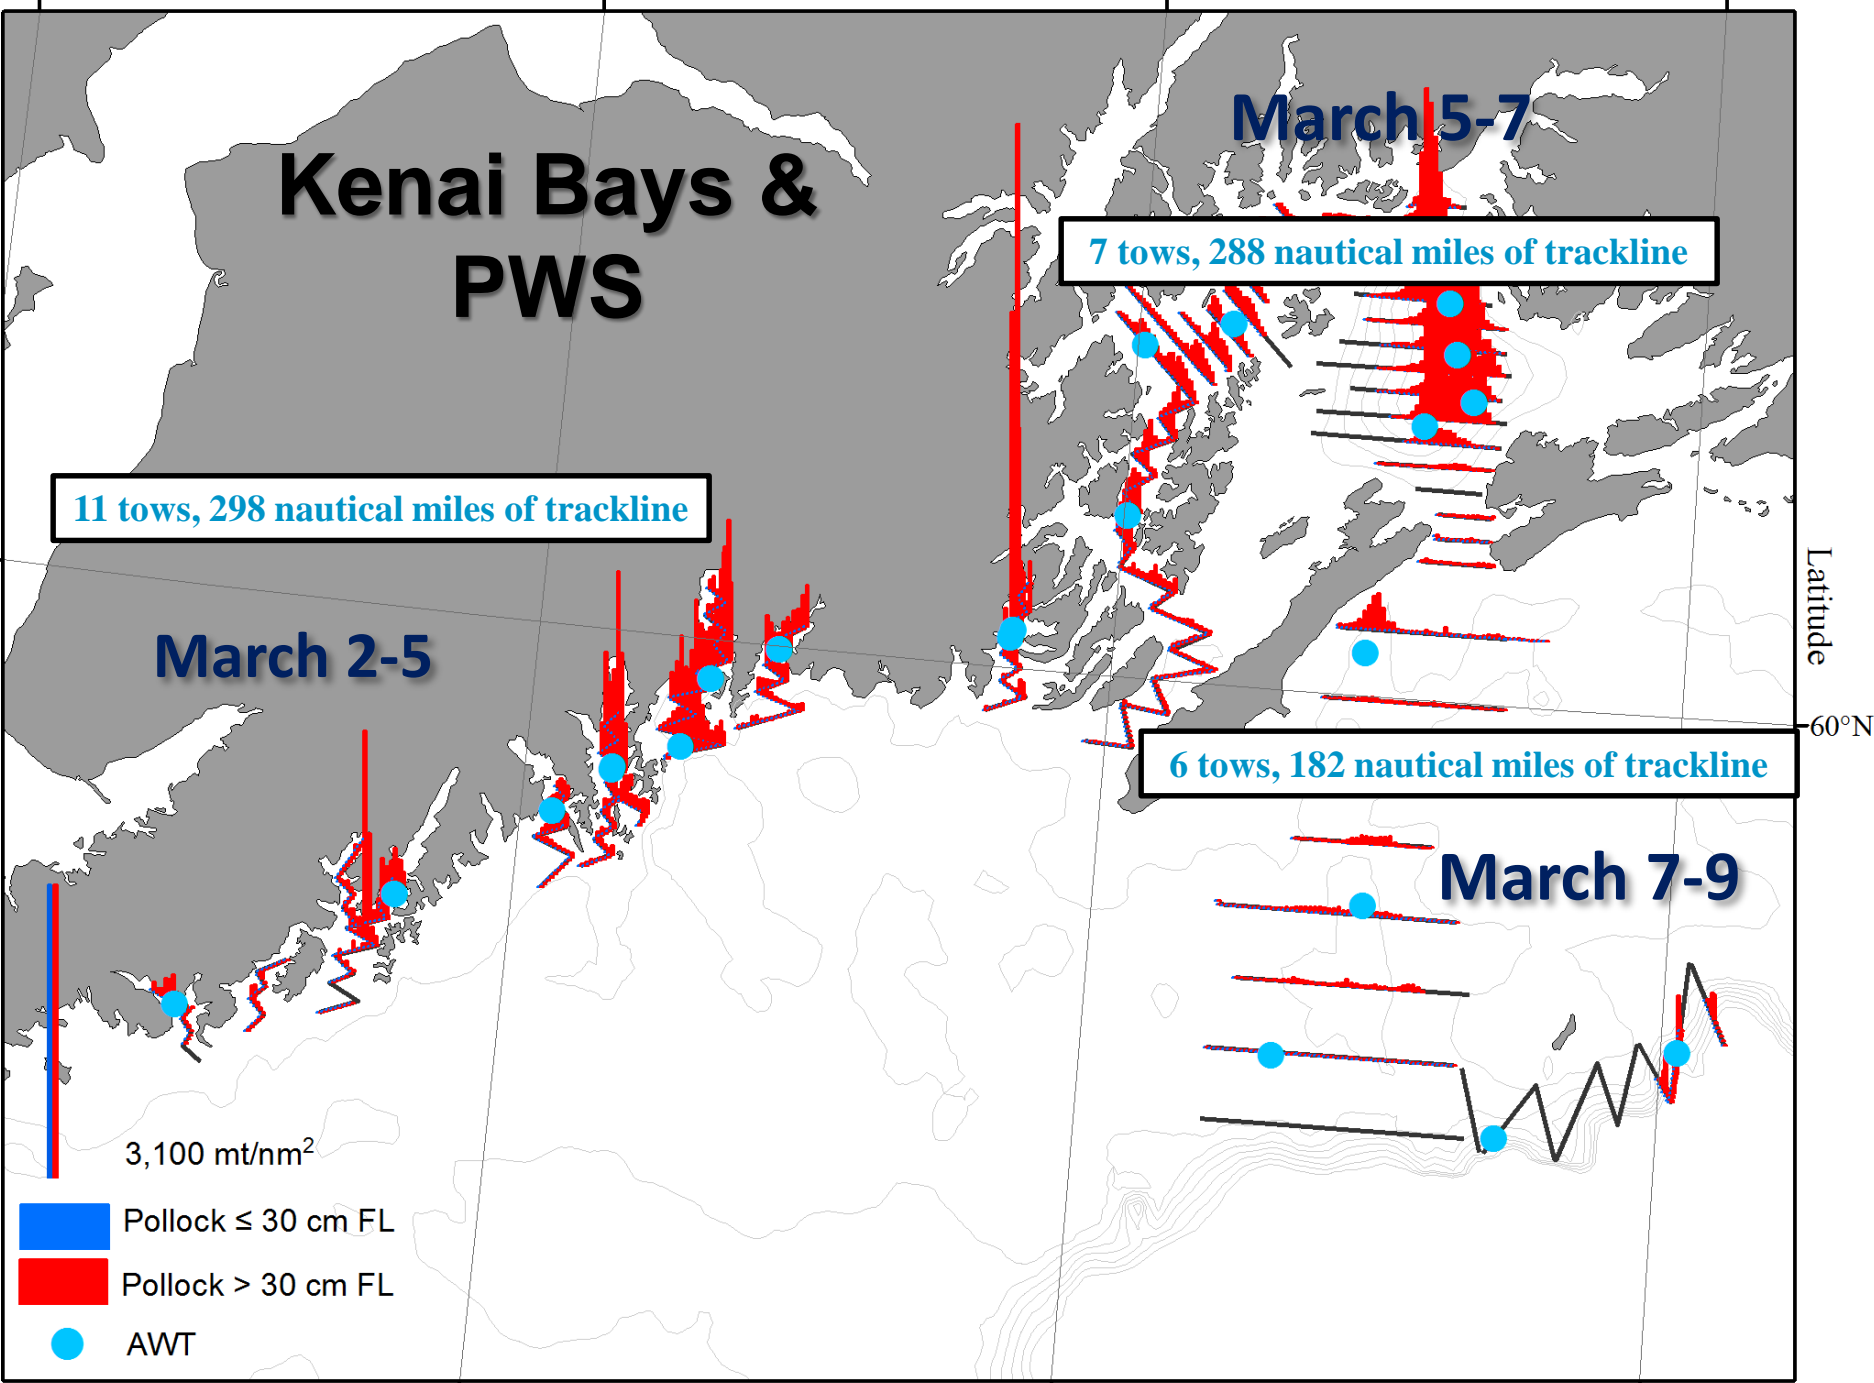 March 5-7
Kenai Bays &
PWS
7 tows, 288 nautical miles of trackline
11 tows, 298 nautical miles of trackline
March 2-5
Latitude
60°N
6 tows, 182 nautical miles of trackline
March 7-9
3,100 mt/nm²
Pollock ≤ 30 cm FL
Pollock > 30 cm FL
AWT